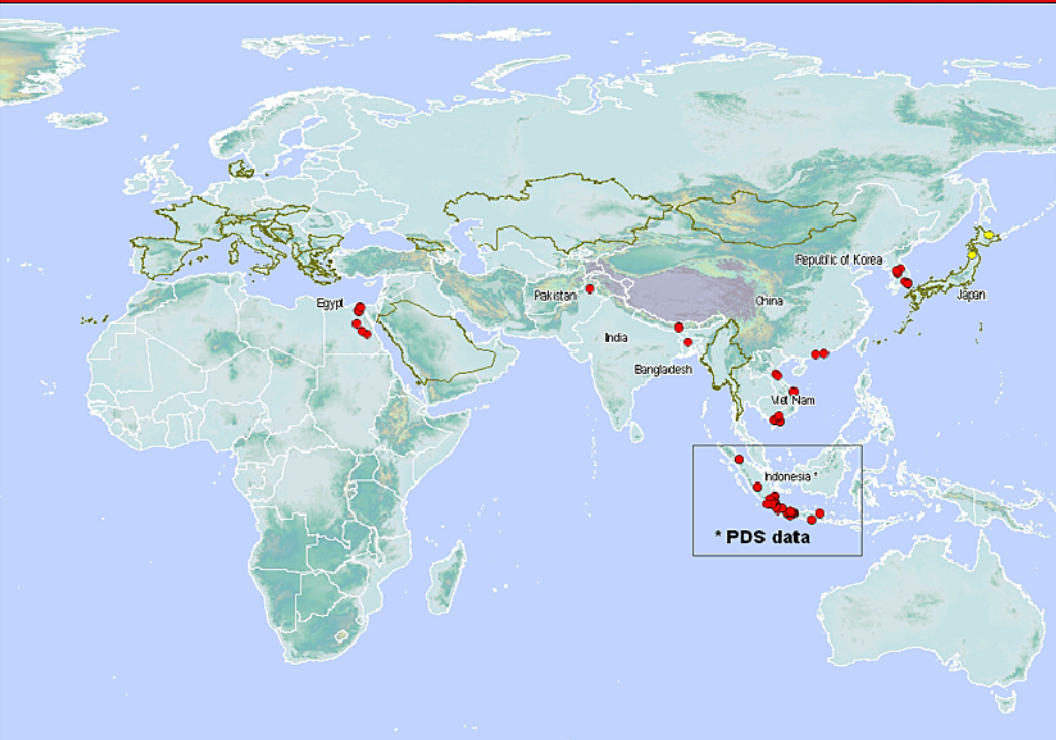 Republic of Korea
Egypt
Pakistan
China
Japan
India
Bangladesh
Viet Nam
Indonesia *
* PDS data